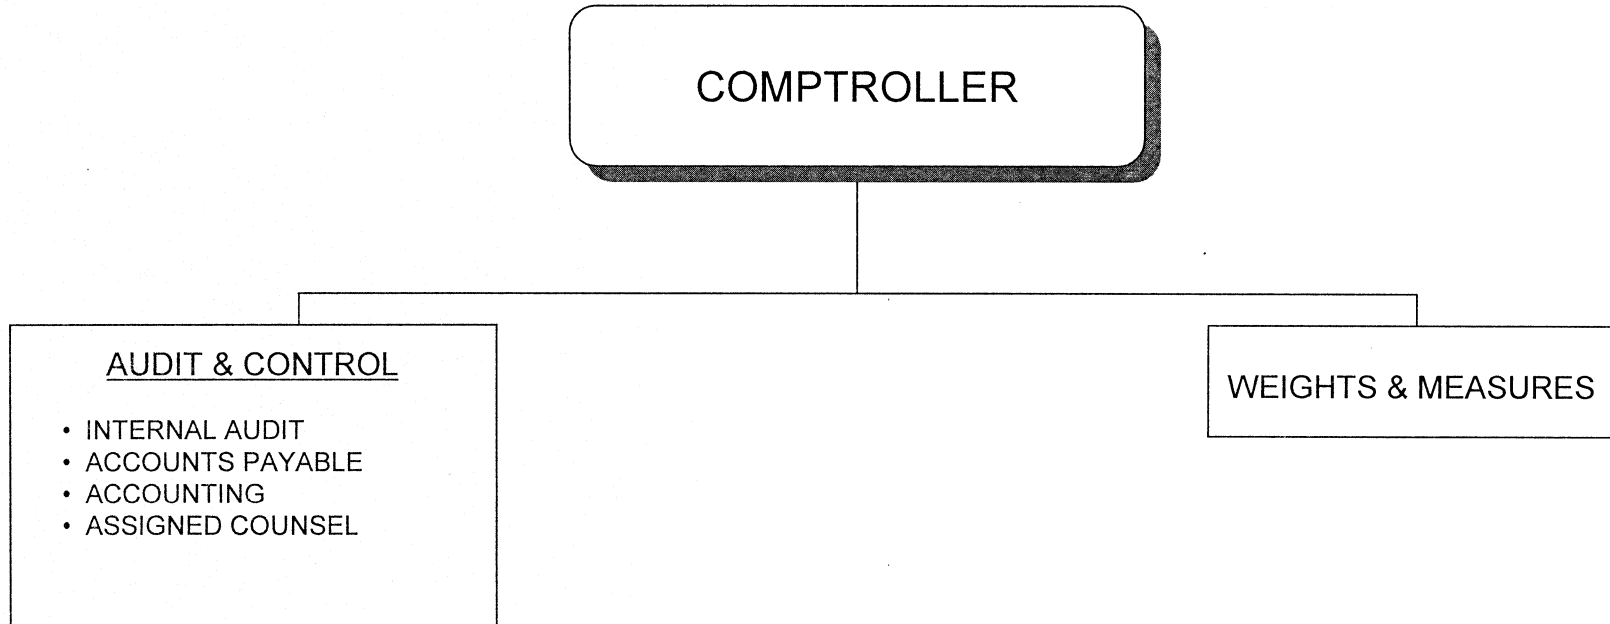 COMPTROLLER
AUDIT & CONTROL
• INTERNAL AUDIT
• ACCOUNTS PAYABLE
• ACCOUNTING
• ASSIGNED COUNSEL
WEIGHTS & MEASURES